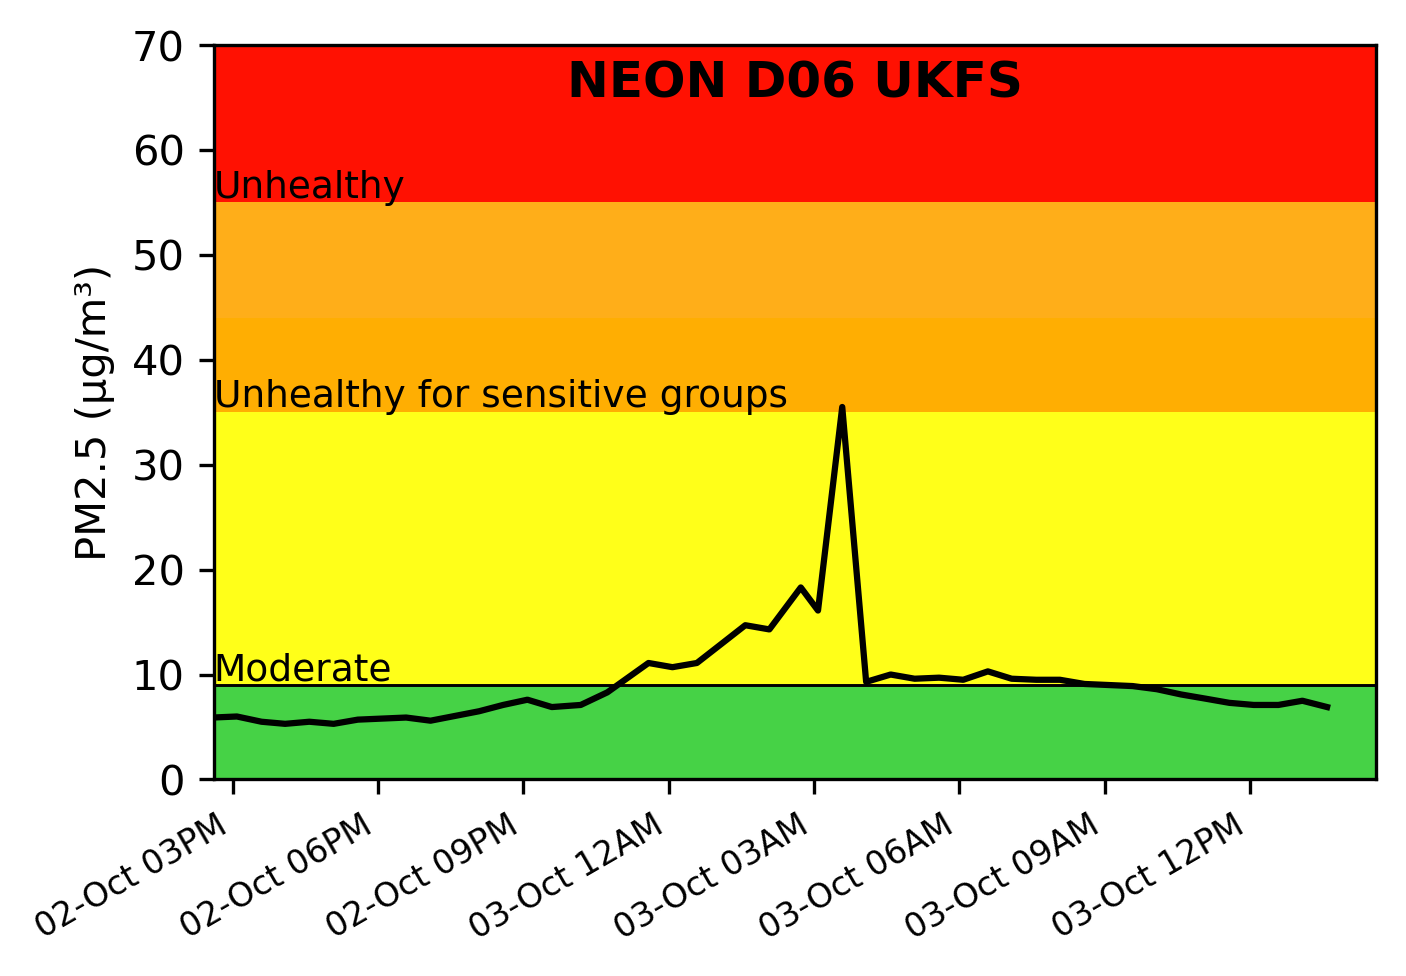 NEON D06 UKFS
70
60
50
40
30
20
10
0
PM2.5 (µg/m³)
Unhealthy
Unhealthy for sensitive groups
Moderate
02-Oct 03PM
02-Oct 06PM
02-Oct 09PM
03-Oct 12AM
03-Oct 03AM
03-Oct 06AM
03-Oct 09AM
03-Oct 12PM